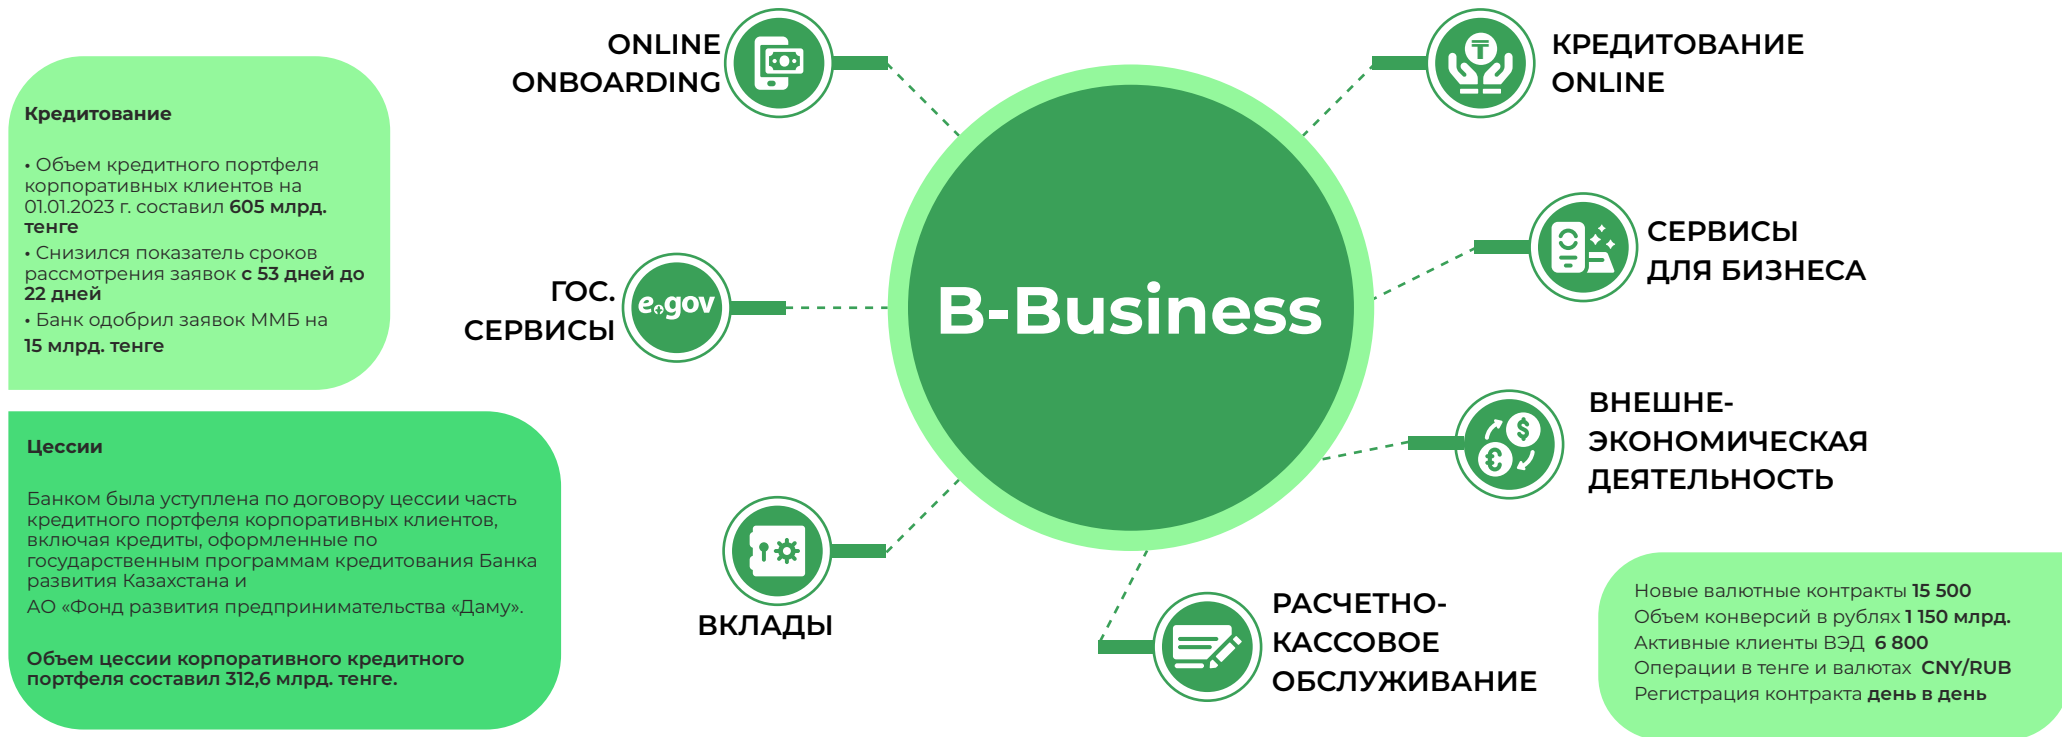 Кредитование
• Объем кредитного портфеля
корпоративных клиентов на
01.01.2023 г. составил 605 млрд.
тенге
• Снизился показатель сроков
рассмотрения заявок с 53 дней до
22 дней
• Банк одобрил заявок ММБ на
15 млрд. тенге
Цессии
Банком была уступлена по договору цессии часть
кредитного портфеля корпоративных клиентов,
включая кредиты, оформленные по
государственным программам кредитования Банка
развития Казахстана и
АО «Фонд развития предпринимательства «Даму».
Объем цессии корпоративного кредитного
портфеля составил 312,6 млрд. тенге.
ONLINE
ONBOARDING
ГОС.
СЕРВИСЫ
e.gov
ВКЛАДЫ
B-Business
КРЕДИТОВАНИЕ
ONLINE
СЕРВИСЫ
ДЛЯ БИЗНЕСА
ВНЕШНЕ-
ЭКОНОМИЧЕСКАЯ
ДЕЯТЕЛЬНОСТЬ
РАСЧЕТНО-
КАССОВОЕ
ОБСЛУЖИВАНИЕ
Новые валютные контракты 15 500
Объем конверсий в рублях 1 150 млрд.
Активные клиенты ВЭД 6 800
Операции в тенге и валютах CNY/RUB
Регистрация контракта день в день